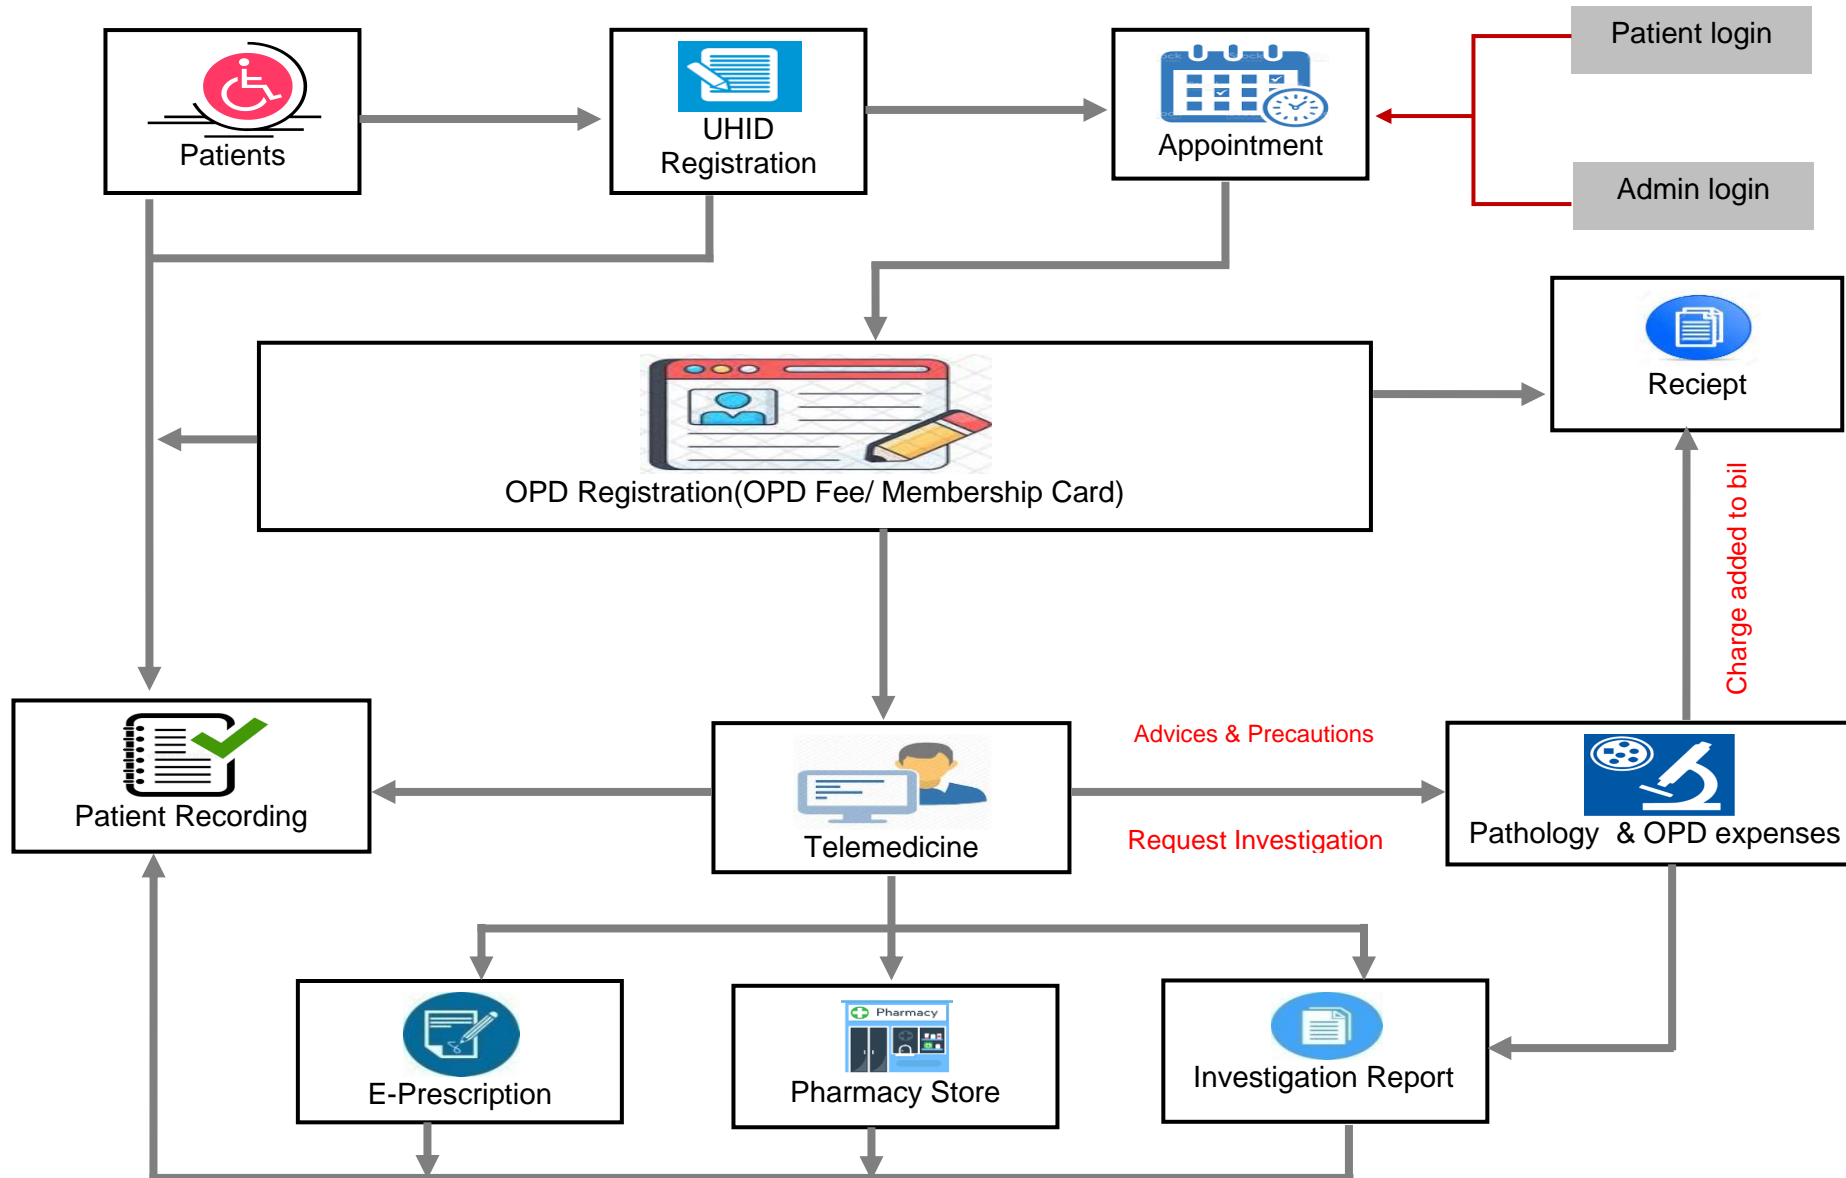 Patient login
UHID
Registration
Appointment
Patients
Admin login
Reciept
OPD Registration(OPD Fee/ Membership Card)
Charge added to bil
Advices & Precautions
Patient Recording
Telemedicine
Request Investigation
Pathology  & OPD expenses
Pharmacy
E-Prescription
Pharmacy Store
Investigation Report